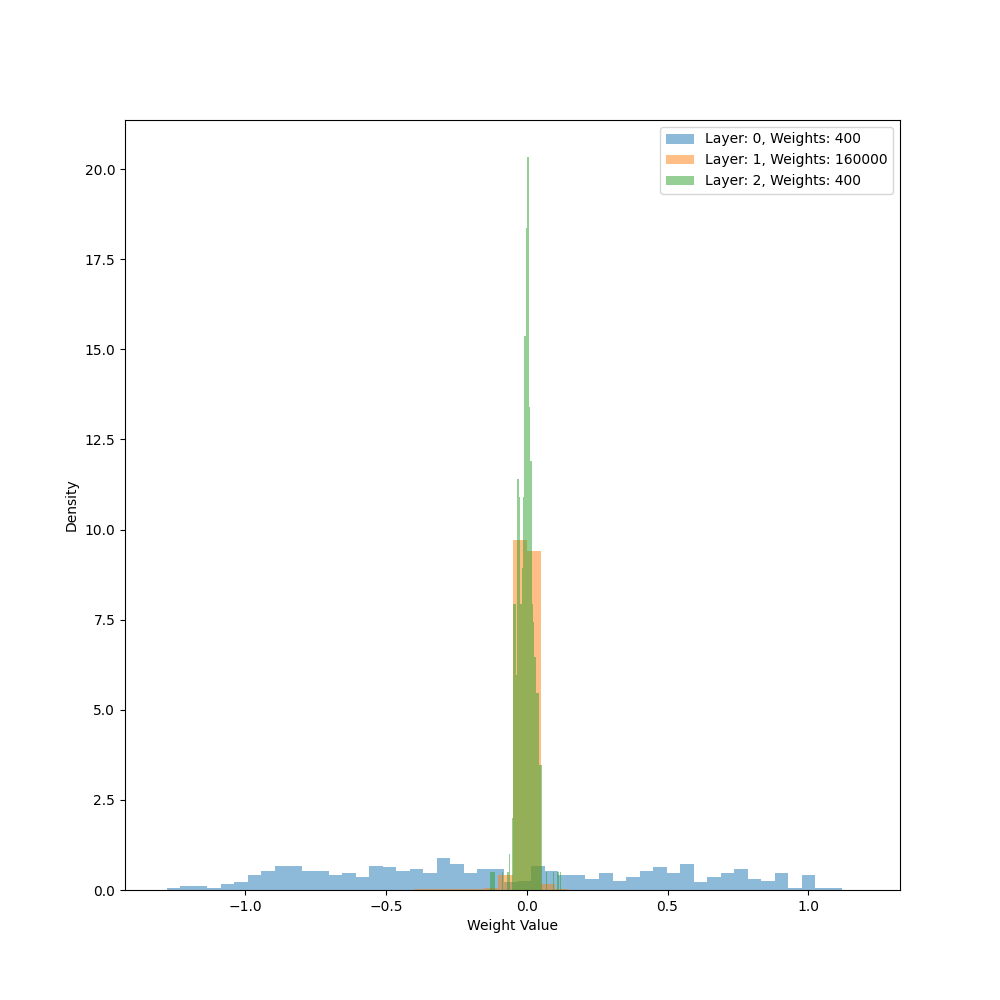 Layer: 0, Weights: 400
Layer: 1, Weights: 160000
Layer: 2, Weights: 400
20.0
17.5
15.0
12.5
10.0
7.5
5.0
2.5
0.0
Density
−1.0 −0.5 0.0 0.5 1.0
Weight Value